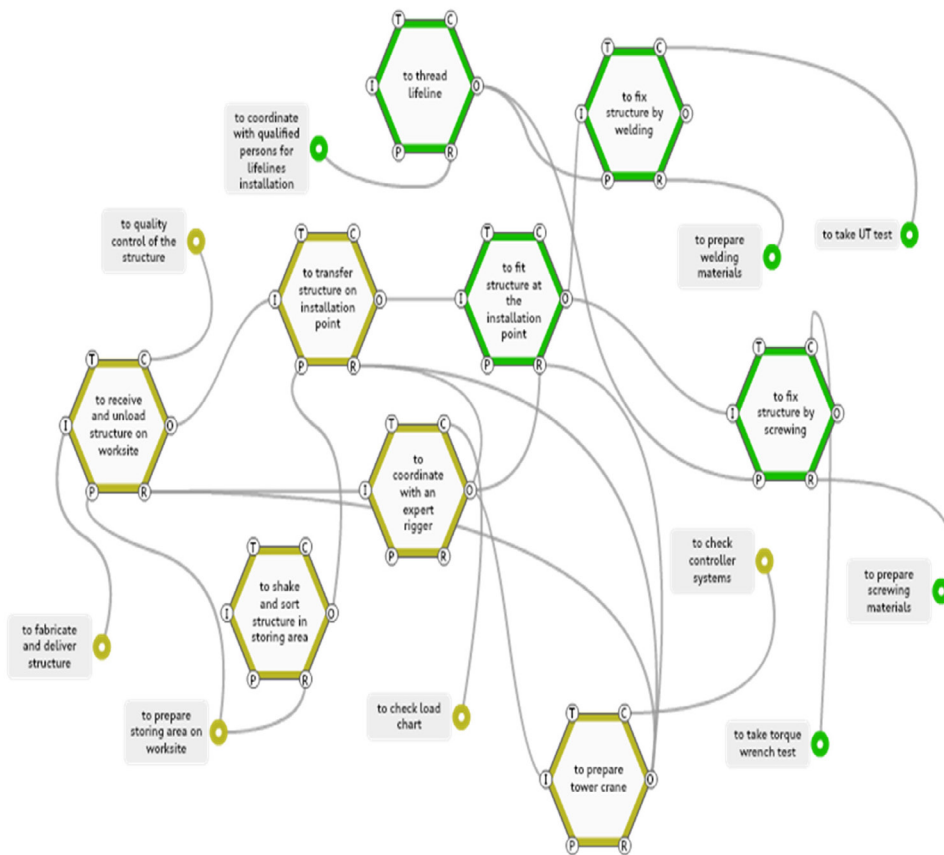 T C
to thread
lifeline
I O
P R
T C
to fix
structure by
welding
I O
P R
to coordinate
with qualified
persons for
lifelines
installation
to quality
control of the
structure
to prepare
welding
materials
to take UT test
T C
to transfer
structure on
installation
point
I O
P R
T C
to fit
structure at
the
installation
point
I O
P R
T C
to receive
and unload
structure on
worksite
I O
P R
T C
to fix
structure by
screwing
I O
P R
T C
to
coordinate
with an
expert
rigger
I O
P R
T C
to shake
and sort
structure in
storing area
I O
P R
to check
controller
systems
to prepare
screwing
materials
to fabricate
and deliver
structure
to prepare
storing area on
worksite
to check load
chart
to take torque
wrench test
T C
to prepare
tower crane
I O
P R